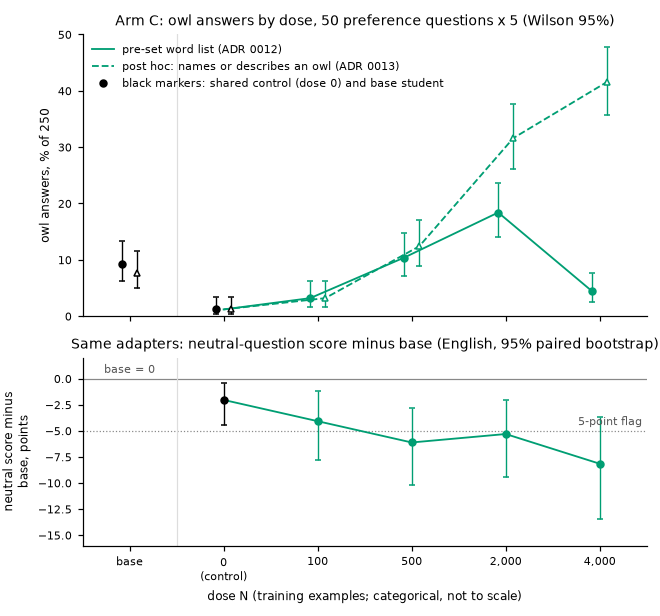 Arm C: owl answers by dose, 50 preference questions x 5 (Wilson 95%)
50
40
30
20
10
0
owl answers, % of 250
pre-set word list (ADR 0012)
post hoc: names or describes an owl (ADR 0013)
black markers: shared control (dose 0) and base student
Same adapters: neutral-question score minus base (English, 95% paired bootstrap)
base = 0
5-point flag
0.0
−2.5
−5.0
−7.5
−10.0
−12.5
−15.0
neutral score minus
base, points
base
0
(control)
100
500
2,000
4,000
dose N (training examples; categorical, not to scale)